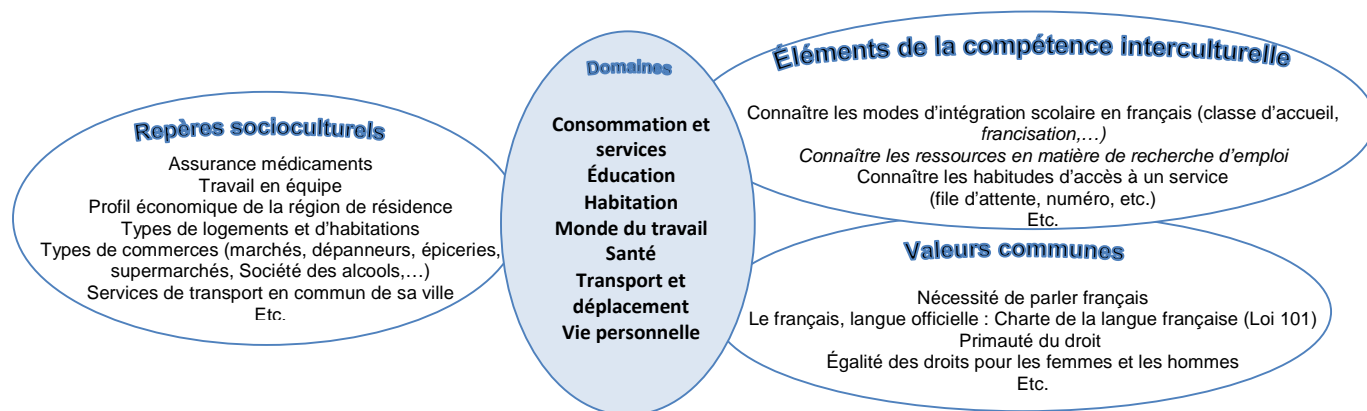 Repères socioculturels
Assurance médicaments
Travail en équipe
Profil économique de la région de résidence
Types de logements et d'habitations
Types de commerces (marchés, dépanneurs, épiceries,
supermarchés, Société des alcools,…)
Services de transport en commun de sa ville
Etc.
Domaines
Consommation et
services
Éducation
Habitation
Monde du travail
Santé
Transport et
déplacement
Vie personnelle
Éléments de la compétence interculturelle
Connaître les modes d'intégration scolaire en français (classe d'accueil,
francisation,…)
Connaître les ressources en matière de recherche d'emploi
Connaître les habitudes d'accès à un service
(file d'attente, numéro, etc.)
Etc.
Valeurs communes
Nécessité de parler français
Le français, langue officielle : Charte de la langue française (Loi 101)
Primauté du droit
Égalité des droits pour les femmes et les hommes
Etc.